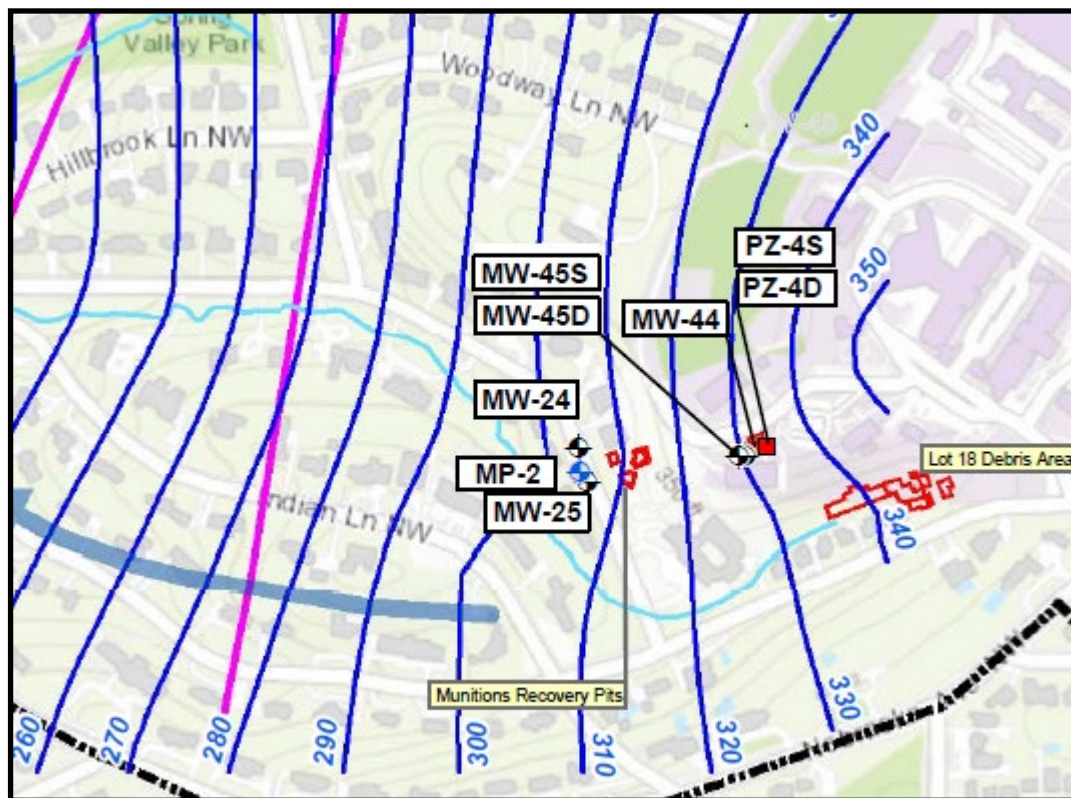 Spring
Valley Park
Woodway Ln NW
Hillbrook Ln NW
340
350
PZ-4S
PZ-4D
MW-45S
MW-45D
MW-44
MW-24
MP-2
MW-25
Lot 18 Debris Area
Indian Ln NW
340
Munitions Recovery Pits
260
270
280
290
300
310
320
330